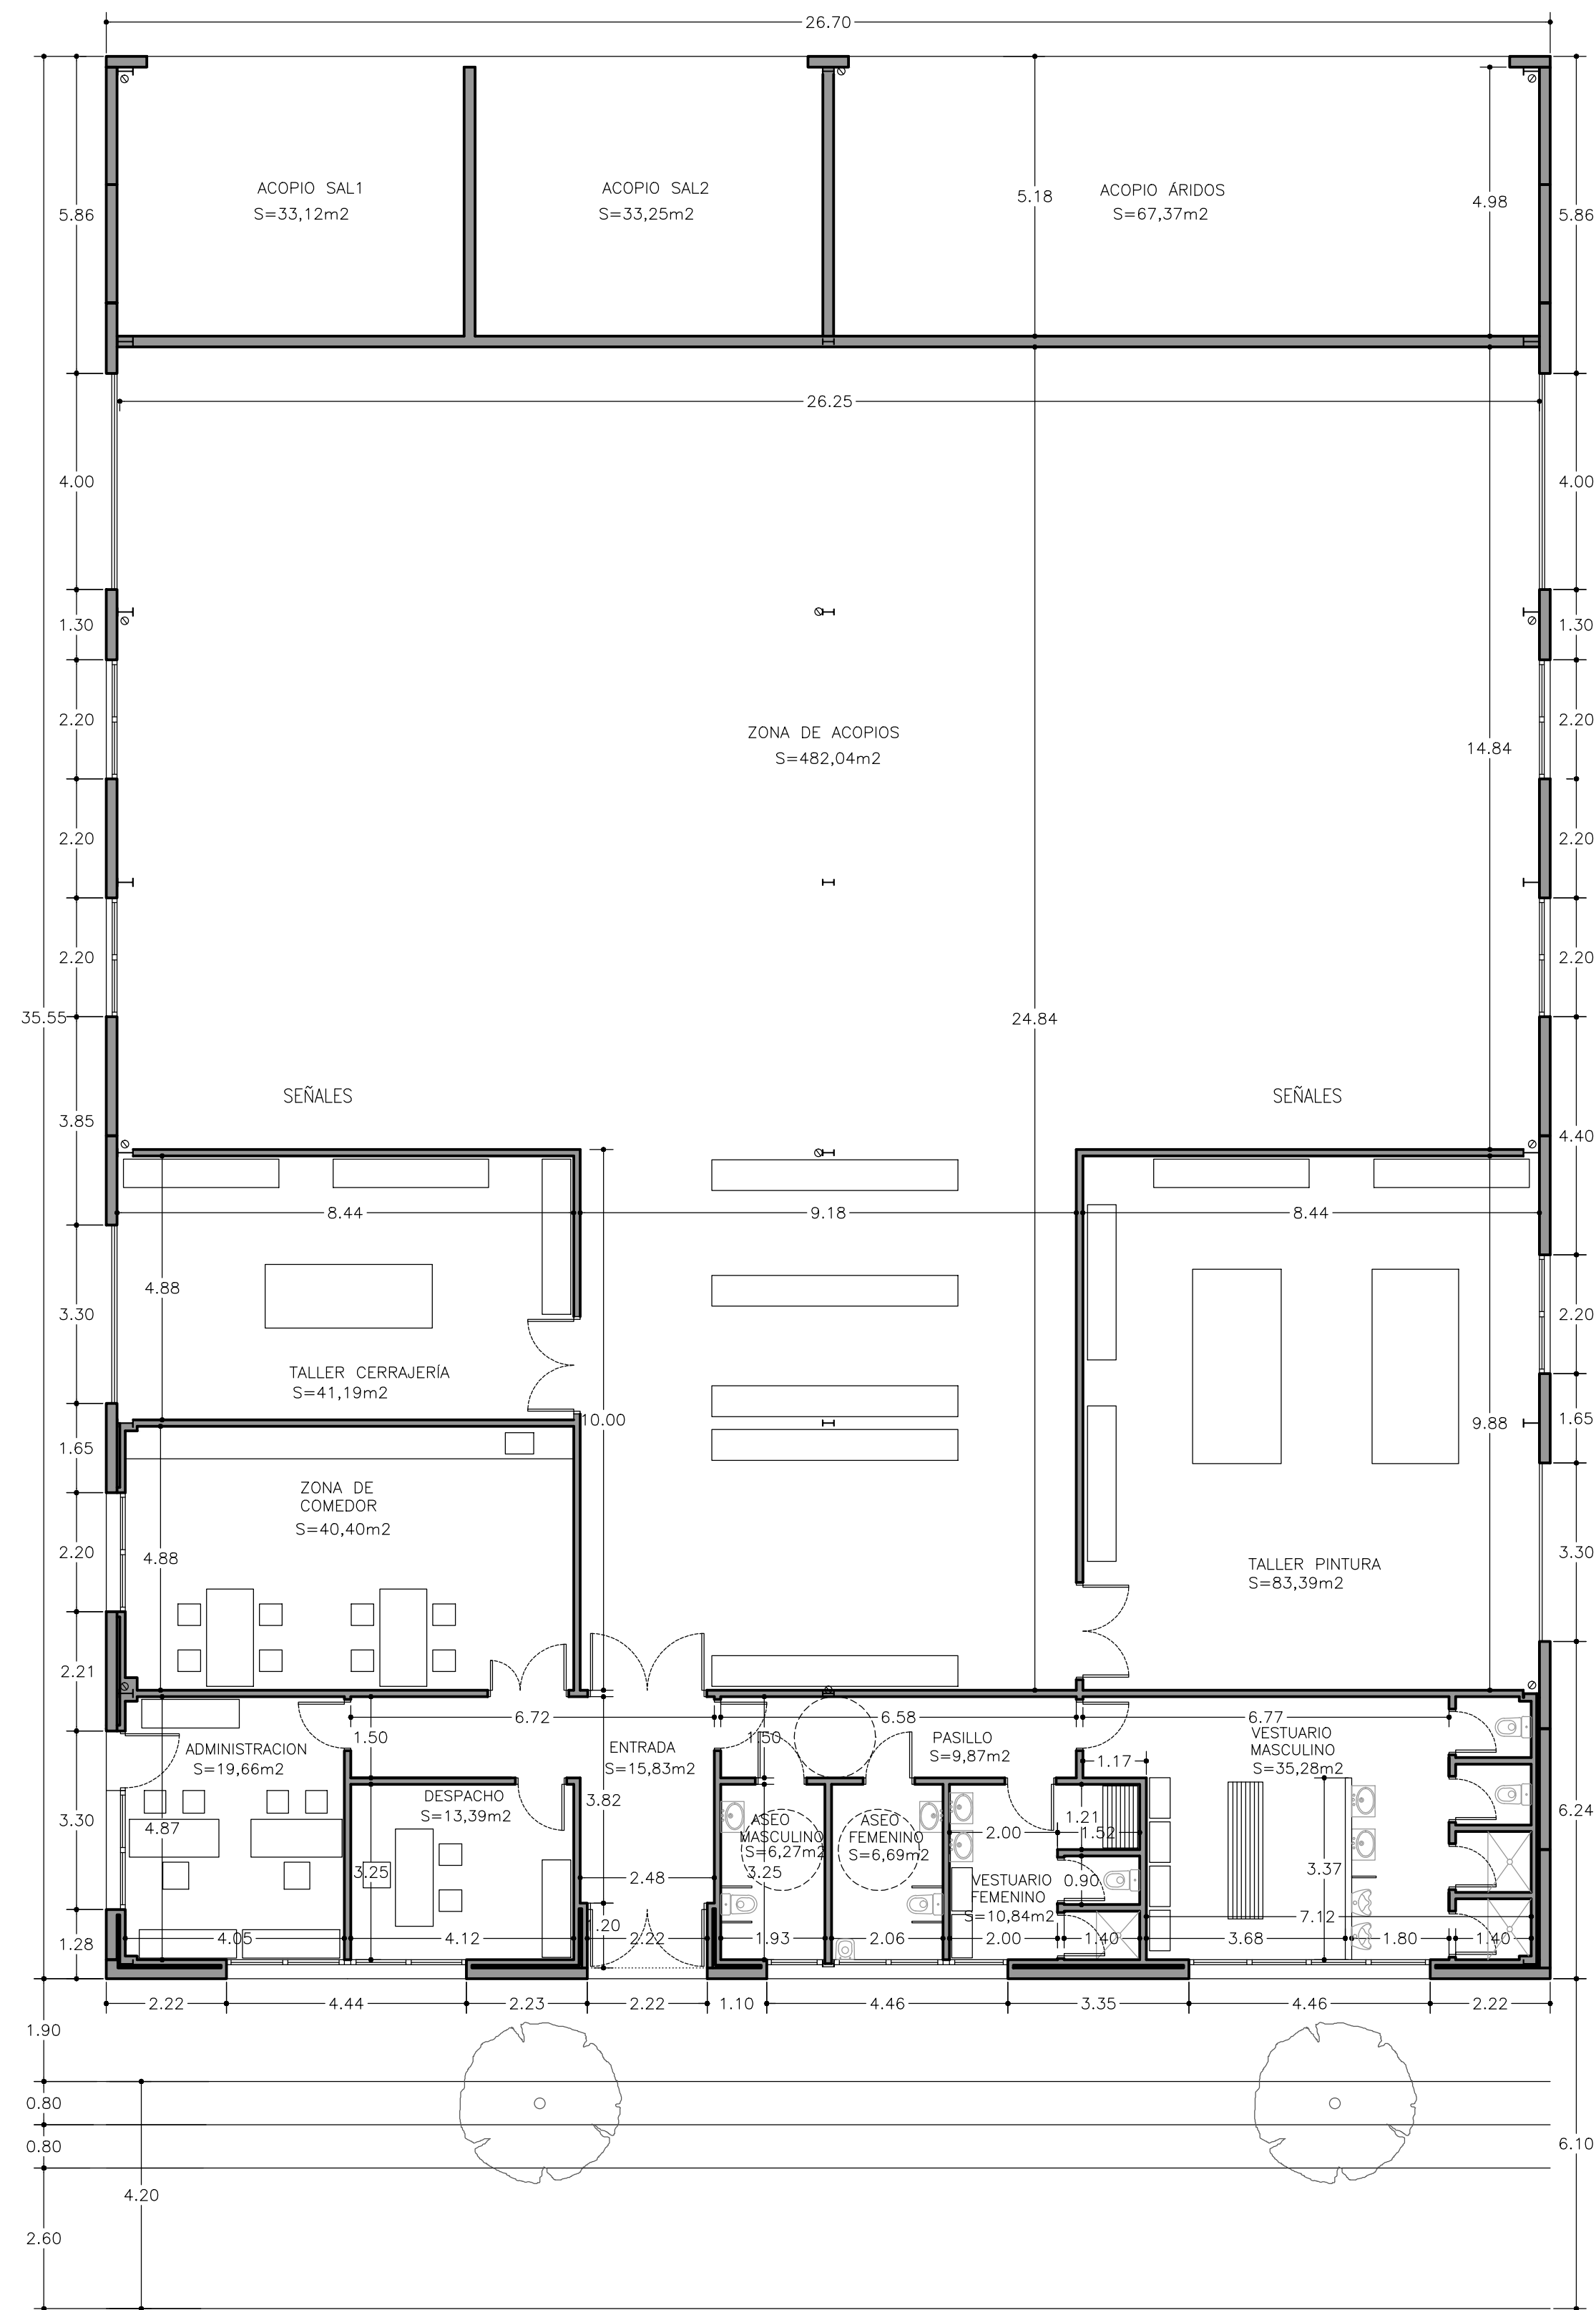 26.70
ACOPIO SAL1
S=33,12m2
ACOPIO SAL2
S=33,25m2
ACOPIO ÁRIDOS
S=67,37m2
5.18
4.98
5.86
5.86
26.25
4.00
4.00
1.30
1.30
2.20
2.20
ZONA DE ACOPIOS
S=482,04m2
14.84
2.20
2.20
2.20
2.20
35.55
24.84
SEÑALES
SEÑALES
3.85
4.40
8.44
9.18
8.44
4.88
3.30
2.20
TALLER CERRAJERÍA
S=41,19m2
10.00
9.88
1.65
1.65
ZONA DE
COMEDOR
S=40,40m2
4.88
2.20
3.30
TALLER PINTURA
S=83,39m2
2.21
6.72
6.58
6.77
ADMINISTRACION
S=19,66m2
1.50
ENTRADA
S=15,83m2
1.50
PASILLO
S=9,87m2
1.17
VESTUARIO
MASCULINO
S=35,28m2
DESPACHO
S=13,39m2
3.82
3.30
4.87
3.25
ASEO
MASCULINO
S=6,27m2
3.25
ASEO
FEMENINO
S=6,69m2
1.21
2.00
1.52
0.90
VESTUARIO
FEMENINO
S=10,84m2
3.37
6.24
2.48
7.12
1.20
1.28
4.05
4.12
2.22
1.93
2.06
2.00
1.40
3.68
1.80
1.40
2.22
4.44
2.23
2.22
1.10
4.46
3.35
4.46
2.22
1.90
0.80
0.80
4.20
2.60
6.10